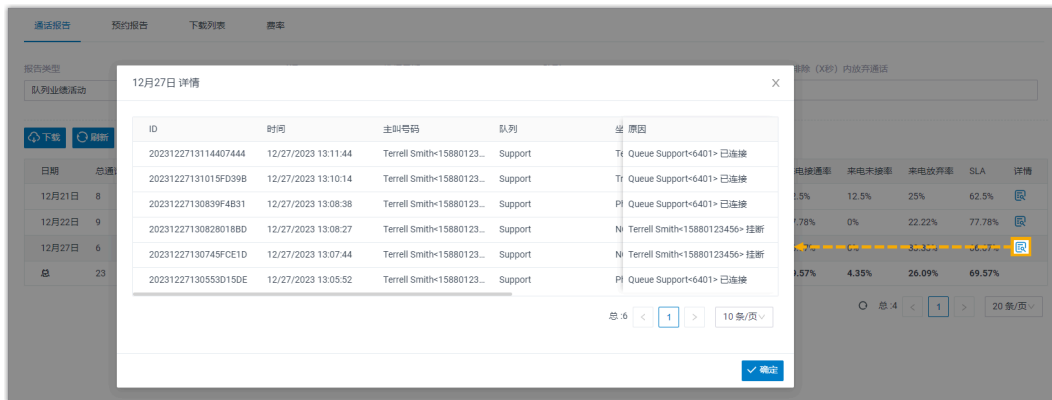 通话报告 预约报告 下载列表 费率
报告类型 排除（X秒）内放弃通话
队列业绩活动
12月27日 详情
下载 刷新
ID 时间 主叫号码 队列 原因
2023122713114407444 12/27/2023 13:11:44 Terrell Smith<15880123... Support Queue Support<6401> 已连接
20231227131015FD39B 12/27/2023 13:10:14 Terrell Smith<15880123... Support Queue Support<6401> 已连接
20231227130839F4B31 12/27/2023 13:08:38 Terrell Smith<15880123... Support Queue Support<6401> 已连接
20231227130828018BD 12/27/2023 13:08:27 Terrell Smith<15880123... Support Terrell Smith<15880123456> 挂断
20231227130745FCE1D 12/27/2023 13:07:44 Terrell Smith<15880123... Support Terrell Smith<15880123456> 挂断
20231227130553D15DE 12/27/2023 13:05:52 Terrell Smith<15880123... Support Queue Support<6401> 已连接
总 :6 < 1 > 10 条/页
确定
日期 总通 电接通率 来电未接率 来电放弃率 SLA 详情
12月21日 8 2.5% 12.5% 25% 62.5%
12月22日 9 7.78% 0% 22.22% 77.78%
12月27日 6
总 23 9.57% 4.35% 26.09% 69.57%
总 :4 < 1 > 20 条/页